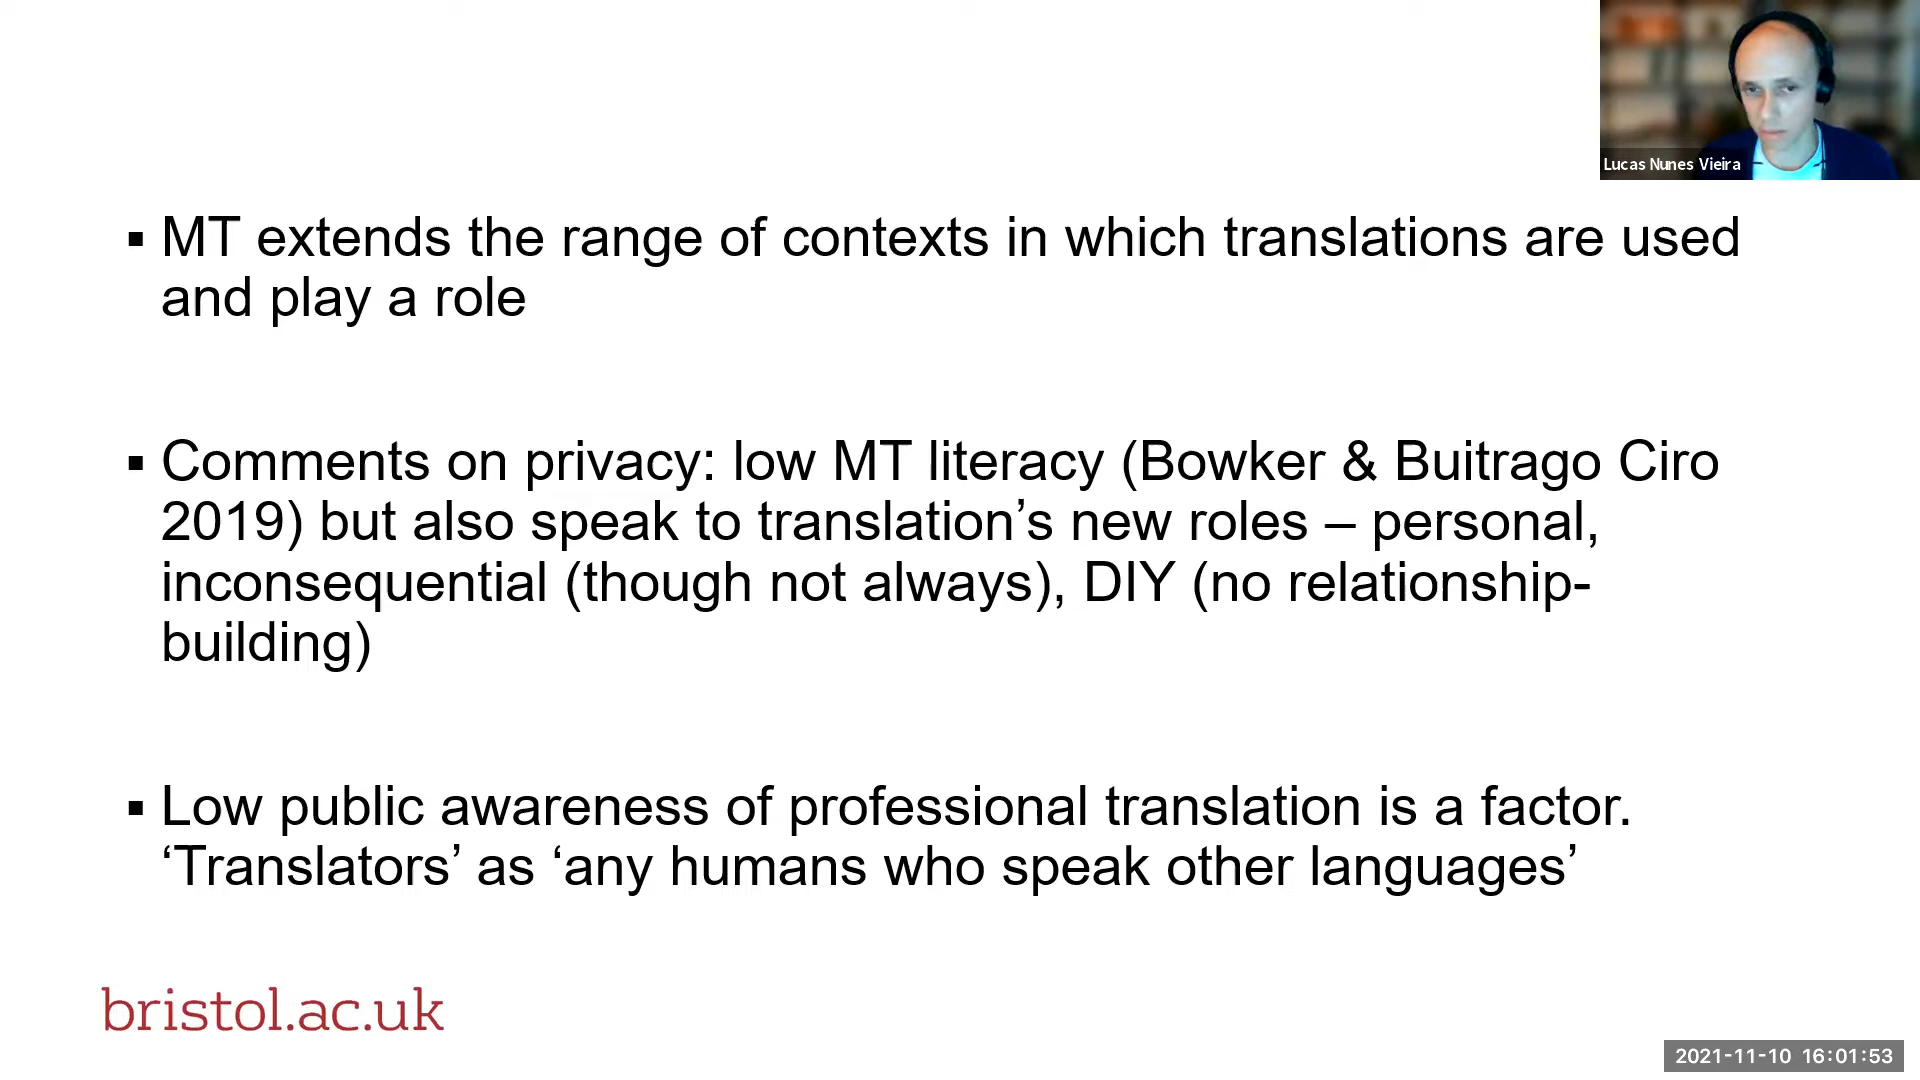 Lucas Nunes Vieira
▪ MT extends the range of contexts in which translations are used
and play a role
▪ Comments on privacy: low MT literacy (Bowker & Buitrago Ciro
2019) but also speak to translation’s new roles – personal,
inconsequential (though not always), DIY (no relationship-
building)
▪ Low public awareness of professional translation is a factor.
‘Translators’ as ‘any humans who speak other languages’
bristol.ac.uk
2021-11-10 16:01:53